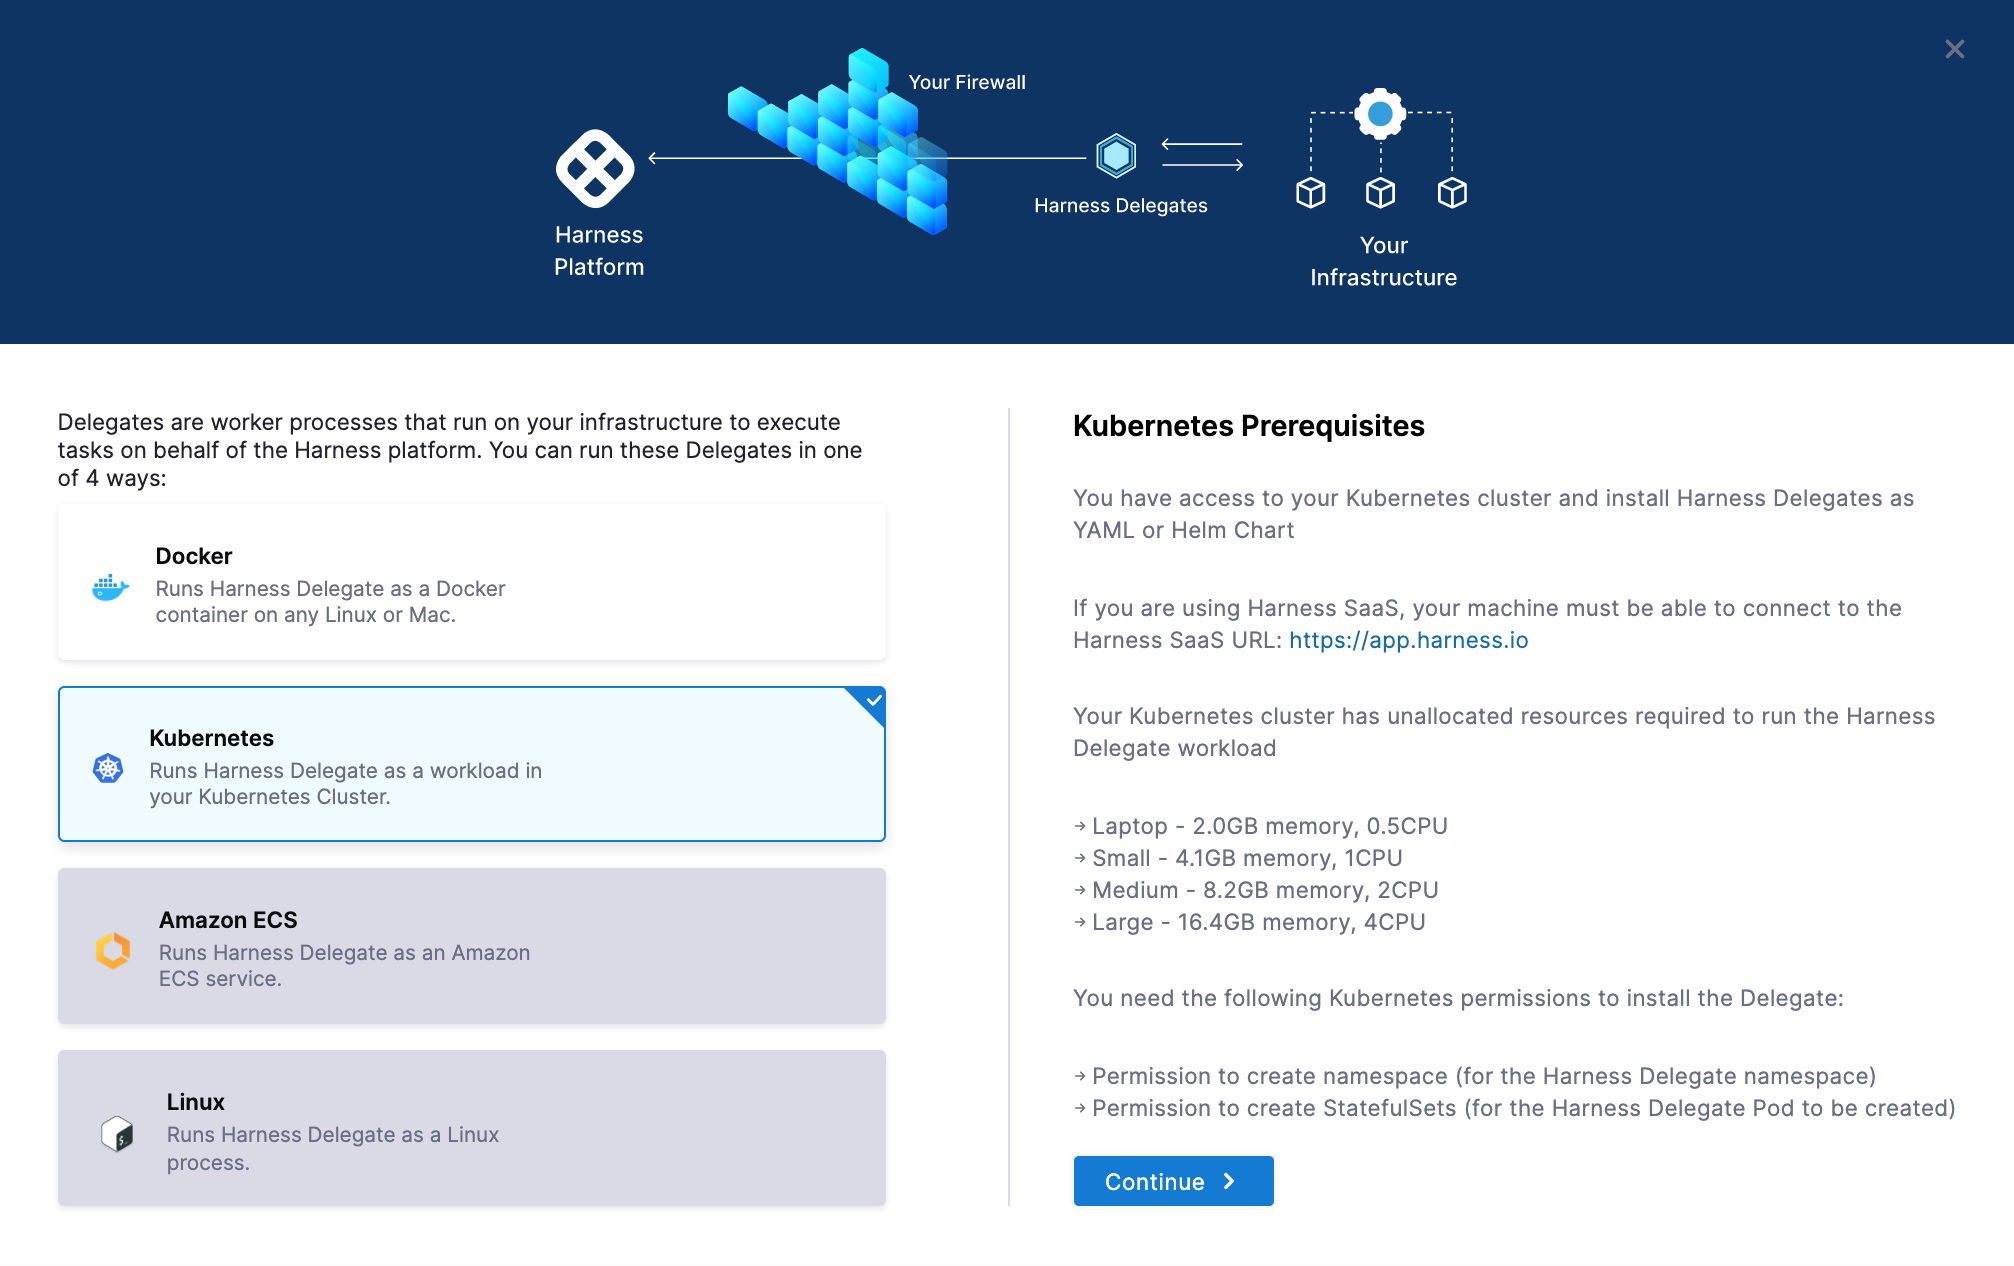 Your Firewall
Harness Delegates
Harness
Platform
Your
Infrastructure
Delegates are worker processes that run on your infrastructure to execute
tasks on behalf of the Harness platform. You can run these Delegates in one
of 4 ways:
Docker
Runs Harness Delegate as a Docker
container on any Linux or Mac.
Kubernetes
Runs Harness Delegate as a workload in
your Kubernetes Cluster.
Amazon ECS
Runs Harness Delegate as an Amazon
ECS service.
Linux
Runs Harness Delegate as a Linux
process.
Kubernetes Prerequisites
You have access to your Kubernetes cluster and install Harness Delegates as
YAML or Helm Chart
If you are using Harness SaaS, your machine must be able to connect to the
Harness SaaS URL: https://app.harness.io
Your Kubernetes cluster has unallocated resources required to run the Harness
Delegate workload
→ Laptop - 2.0GB memory, 0.5CPU
→ Small - 4.1GB memory, 1CPU
→ Medium - 8.2GB memory, 2CPU
→ Large - 16.4GB memory, 4CPU
You need the following Kubernetes permissions to install the Delegate:
→ Permission to create namespace (for the Harness Delegate namespace)
→ Permission to create StatefulSets (for the Harness Delegate Pod to be created)
Continue